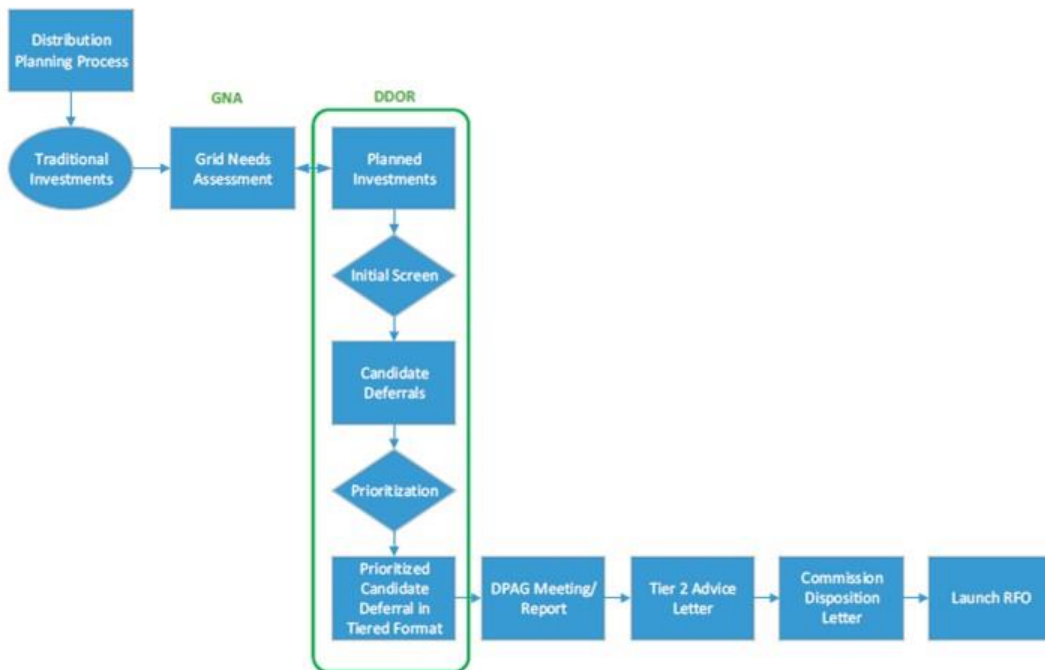 Distribution
Planning Process
GNA
DDOR
Traditional
Investments
Grid Needs
Assessment
Planned
Investments
Initial Screen
Candidate
Deferrals
Prioritization
Prioritized
Candidate
Deferral in
Tiered Format
DPAG Meeting/
Report
Tier 2 Advice
Letter
Commission
Disposition
Letter
Launch RFO